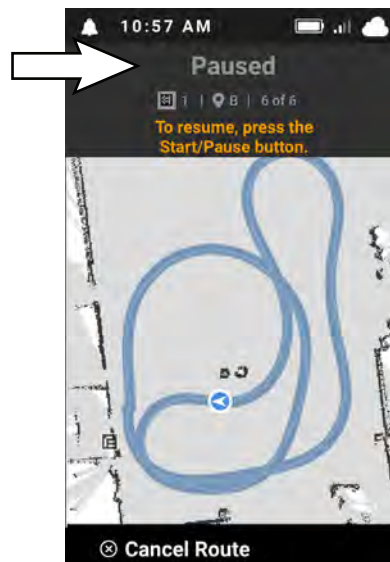 10:57 AM
Paused
1 | B | 6 of 6
To resume, press the
Start/Pause button.
Cancel Route